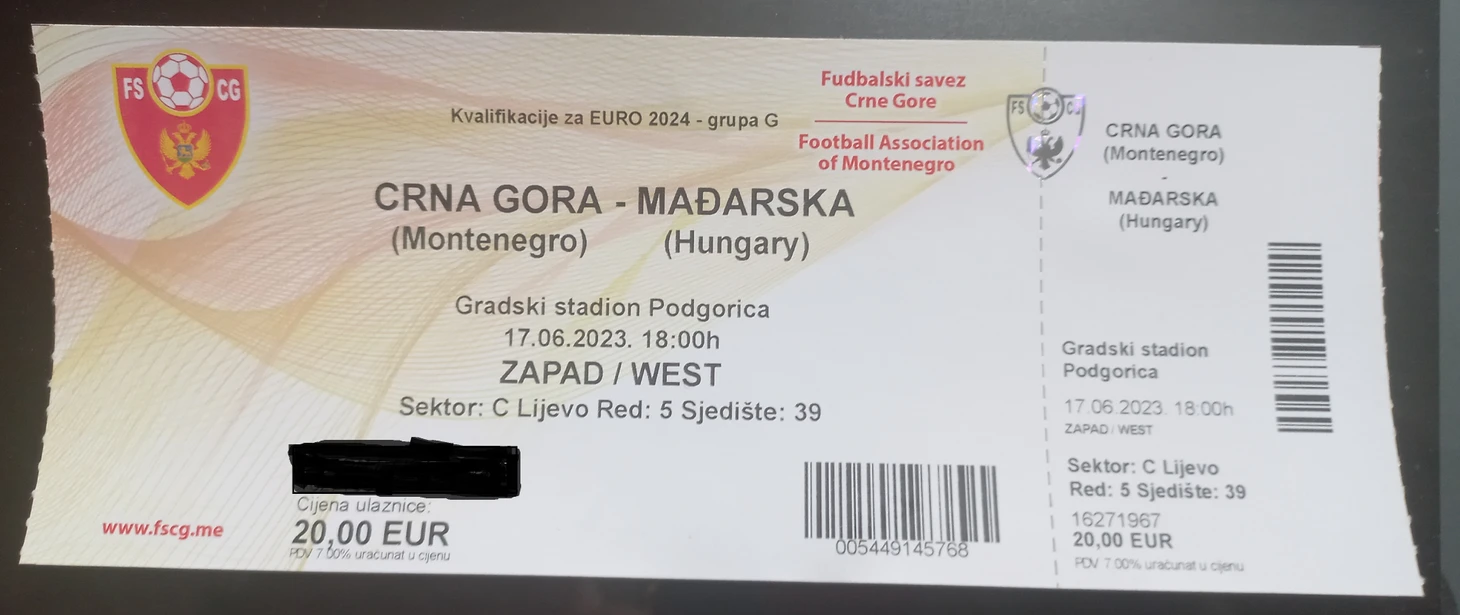 FS CG
Kvalifikacije za EURO 2024 - grupa G
Fudbalski savez
Crne Gore
Football Association
of Montenegro
CRNA GORA - MAĐARSKA
(Montenegro) (Hungary)
Gradski stadion Podgorica
17.06.2023. 18:00h
ZAPAD / WEST
Sektor: C Lijevo Red: 5 Sjedište: 39
Cijena ulaznice:
20,00 EUR
PDV 7.00% uračunat u cijenu
www.fscg.me
005449145768
FS CG
CRNA GORA
(Montenegro)
-
MAĐARSKA
(Hungary)
Gradski stadion
Podgorica
17.06.2023. 18:00h
ZAPAD / WEST
Sektor: C Lijevo
Red: 5 Sjedište: 39
16271967
20,00 EUR
PDV 7.00% uračunat u cijenu